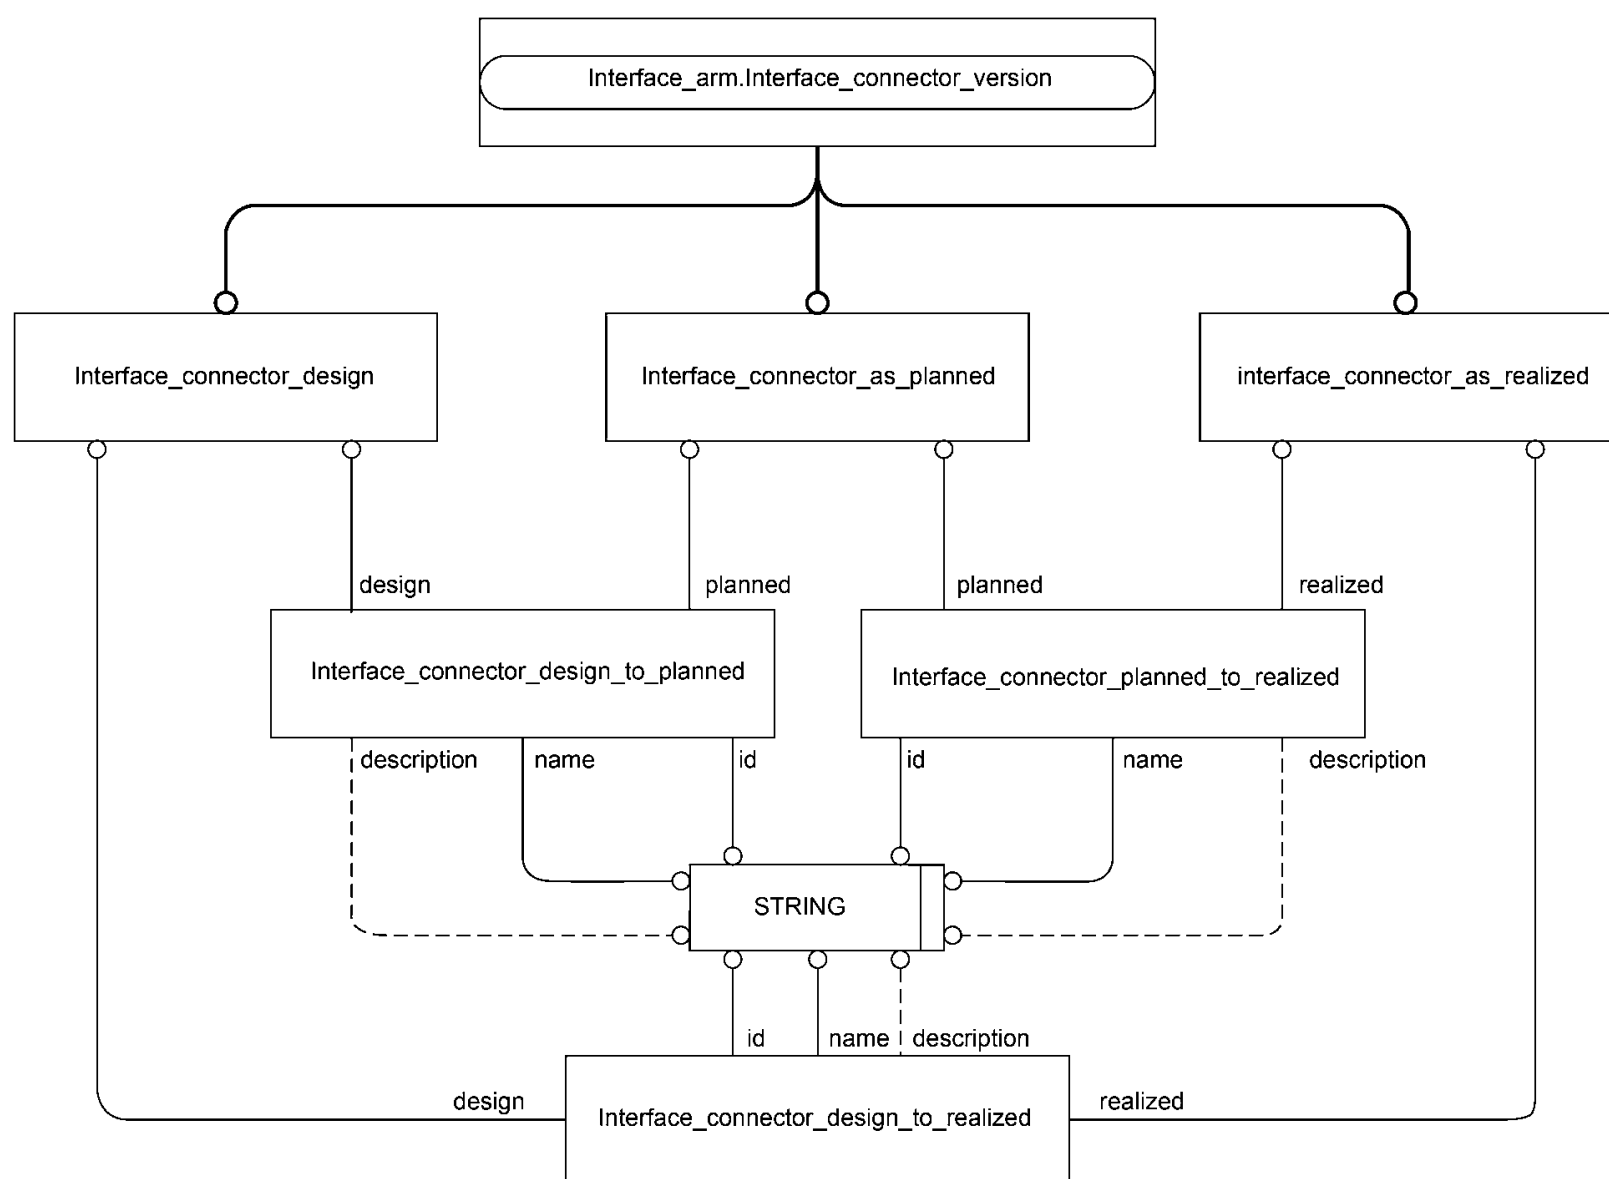 Interface_arm.Interface_connector_version
Interface_connector_design
Interface_connector_as_planned
interface_connector_as_realized
design
planned
planned
realized
Interface_connector_design_to_planned
Interface_connector_planned_to_realized
description
name
id
id
name
description
STRING
id
name
description
design
realized
Interface_connector_design_to_realized